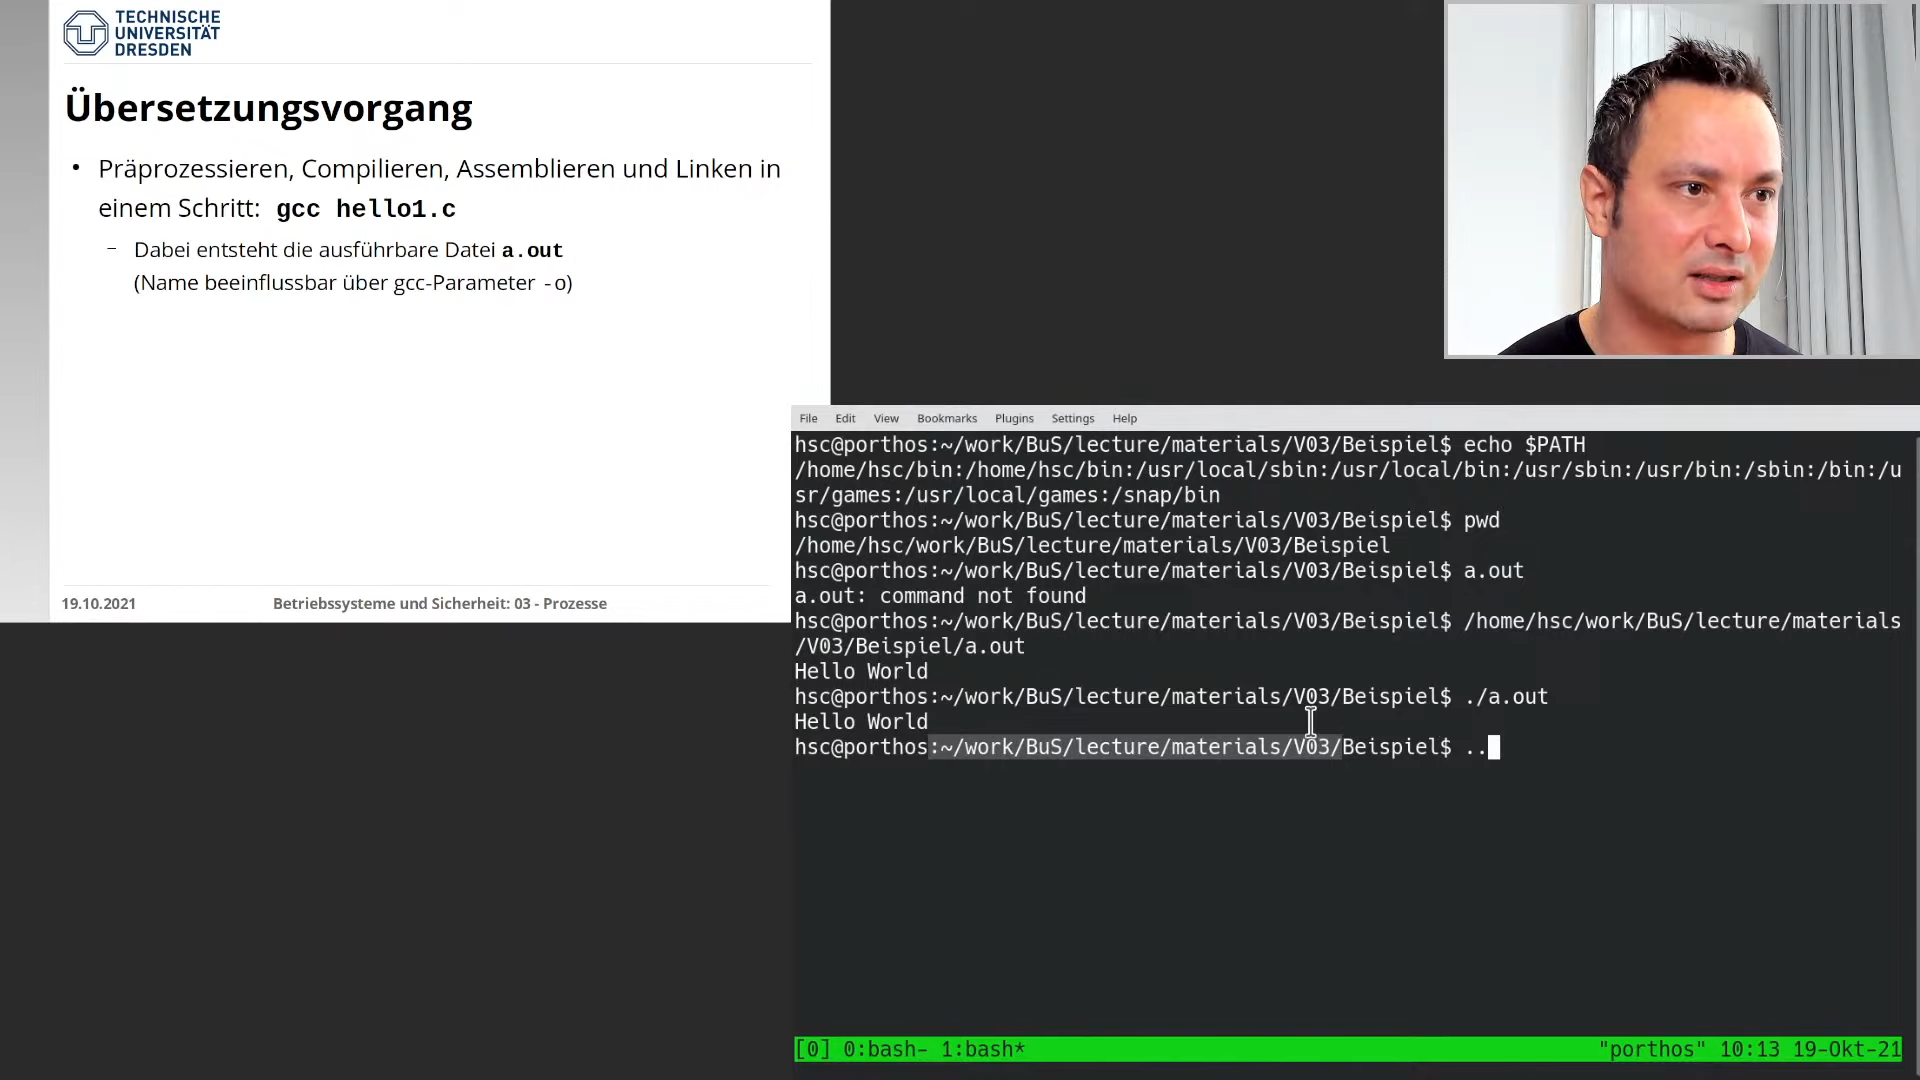 TECHNISCHE
UNIVERSITÄT
DRESDEN
Übersetzungsvorgang
• Präprozessieren, Compilieren, Assemblieren und Linken in
einem Schritt: gcc hello1.c
– Dabei entsteht die ausführbare Datei a.out
(Name beeinflussbar über gcc-Parameter -o)
19.10.2021 Betriebssysteme und Sicherheit: 03 - Prozesse
File Edit View Bookmarks Plugins Settings Help
hsc@porthos:~/work/BuS/lecture/materials/V03/Beispiel$ echo $PATH
/home/hsc/bin:/home/hsc/bin:/usr/local/sbin:/usr/local/bin:/usr/sbin:/usr/bin:/sbin:/bin:/u
sr/games:/usr/local/games:/snap/bin
hsc@porthos:~/work/BuS/lecture/materials/V03/Beispiel$ pwd
/home/hsc/work/BuS/lecture/materials/V03/Beispiel
hsc@porthos:~/work/BuS/lecture/materials/V03/Beispiel$ a.out
a.out: command not found
hsc@porthos:~/work/BuS/lecture/materials/V03/Beispiel$ /home/hsc/work/BuS/lecture/materials
/V03/Beispiel/a.out
Hello World
hsc@porthos:~/work/BuS/lecture/materials/V03/Beispiel$ ./a.out
Hello World
hsc@porthos:~/work/BuS/lecture/materials/V03/Beispiel$ ..
[0] 0:bash- 1:bash* "porthos" 10:13 19-Okt-21